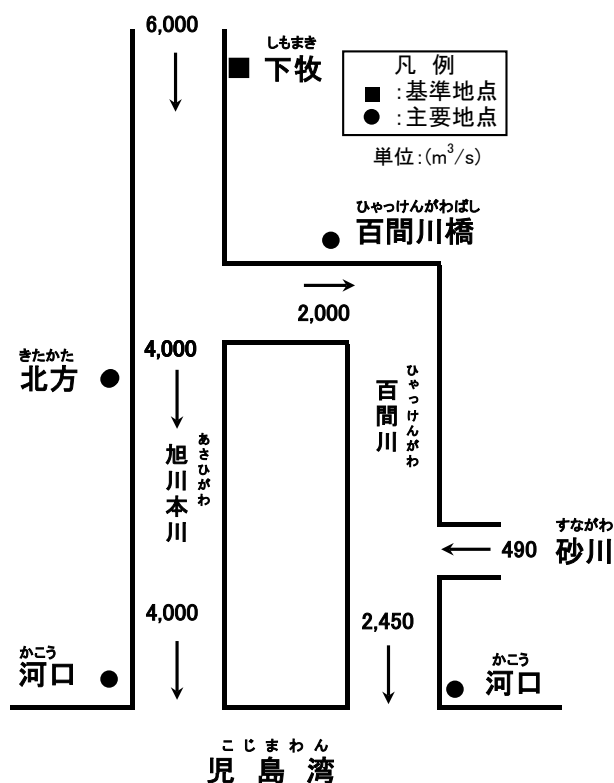 6,000
しもまき
下牧
凡 例
■ :基準地点
● :主要地点
単位:(m³/s)
ひゃっけんがわばし
百間川橋
2,000
きたかた
北方
4,000
ひゃっけんがわ
百間川
あさひがわ
旭川本川
すながわ
490 砂川
4,000
2,450
かこう
河口
かこう
河口
こじまわん
児島湾